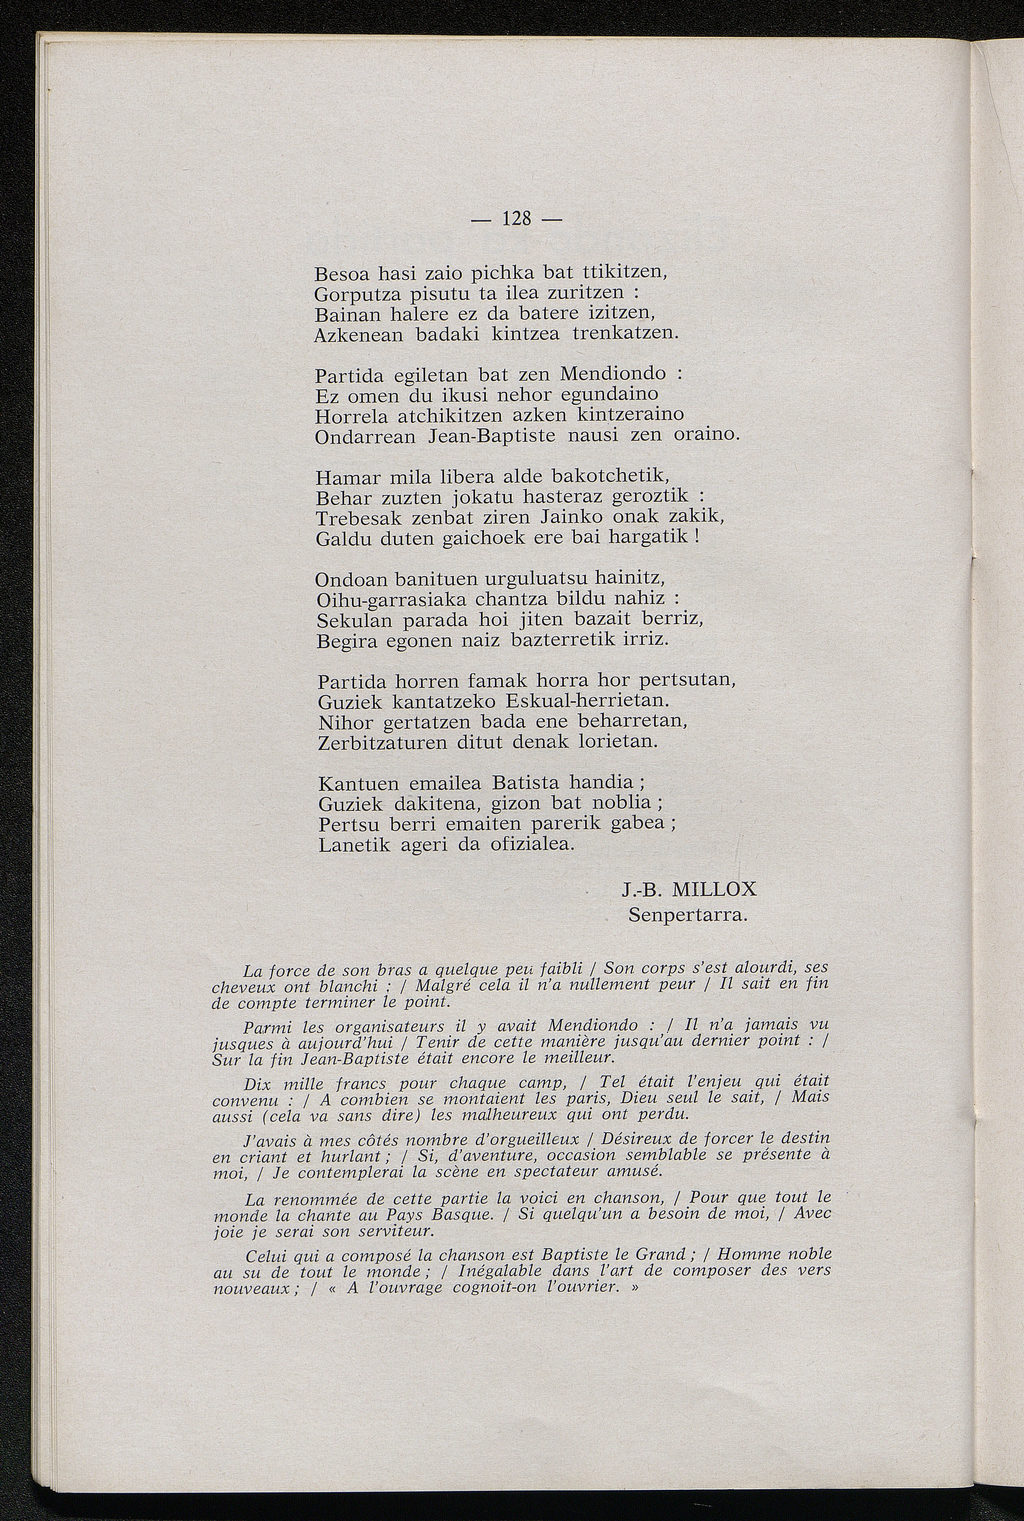 — 128 —
Besoa hasi zaio pichka bat ttikitzen,
Gorputza pisutu ta ilea zuritzen :
Bainan halere ez da batere izitzen,
Azkenean badaki kintzea trenkatzen.
Partida egiletan bat zen Mendiondo :
Ez omen du ikusi nehor egundaino
Horrela atchikitzen azken kintzeraino
Ondarrean Jean-Baptiste nausi zen oraino.
Hamar mila libera alde bakotchetik,
Behar zuzten jokatu hasteraz geroztik :
Trebesak zenbat ziren Jainko onak zakik,
Galdu duten gaichoek ere bai hargatik !
Ondoan banituen urguluatsu hainitz,
Oihu-garrasiaka chantza bildu nahiz :
Sekulan parada hoi jiten bazait berriz,
Begira egonen naiz bazterretik irriz.
Partida horren famak horra hor pertsutan,
Guziek kantatzeko Eskual-herrietan.
Nihor gertatzen bada ene beharretan,
Zerbitzaturen ditut denak lorietan.
Kantuen emailea Batista handia ;
Guziek dakitena, gizon bat noblia ;
Pertsu berri emaiten parerik gabea ;
Lanetik ageri da ofizialea.
J.-B. MILLOX
Senpertarra.
La force de son bras a quelque peu faibli / Son corps s'est alourdi, ses
cheveux ont blanchi : / Malgré cela il n'a nullement peur / Il sait en fin
de compte terminer le point.
Parmi les organisateurs il y avait Mendiondo : / Il n'a jamais vu
jusques à aujourd'hui / Tenir de cette manière jusqu'au dernier point : /
Sur la fin Jean-Baptiste était encore le meilleur.
Dix mille francs pour chaque camp, / Tel était l'enjeu qui était
convenu : / A combien se montaient les paris, Dieu seul le sait, / Mais
aussi (cela va sans dire) les malheureux qui ont perdu.
J'avais à mes côtés nombre d'orgueilleux / Désireux de forcer le destin
en criant et hurlant ; / Si, d'aventure, occasion semblable se présente à
moi, / Je contemplerai la scène en spectateur amusé.
La renommée de cette partie la voici en chanson, / Pour que tout le
monde la chante au Pays Basque. / Si quelqu'un a besoin de moi, / Avec
joie je serai son serviteur.
Celui qui a composé la chanson est Baptiste le Grand ; / Homme noble
au su de tout le monde ; / Inégalable dans l'art de composer des vers
nouveaux ; / « A l'ouvrage cognoit-on l'ouvrier. »